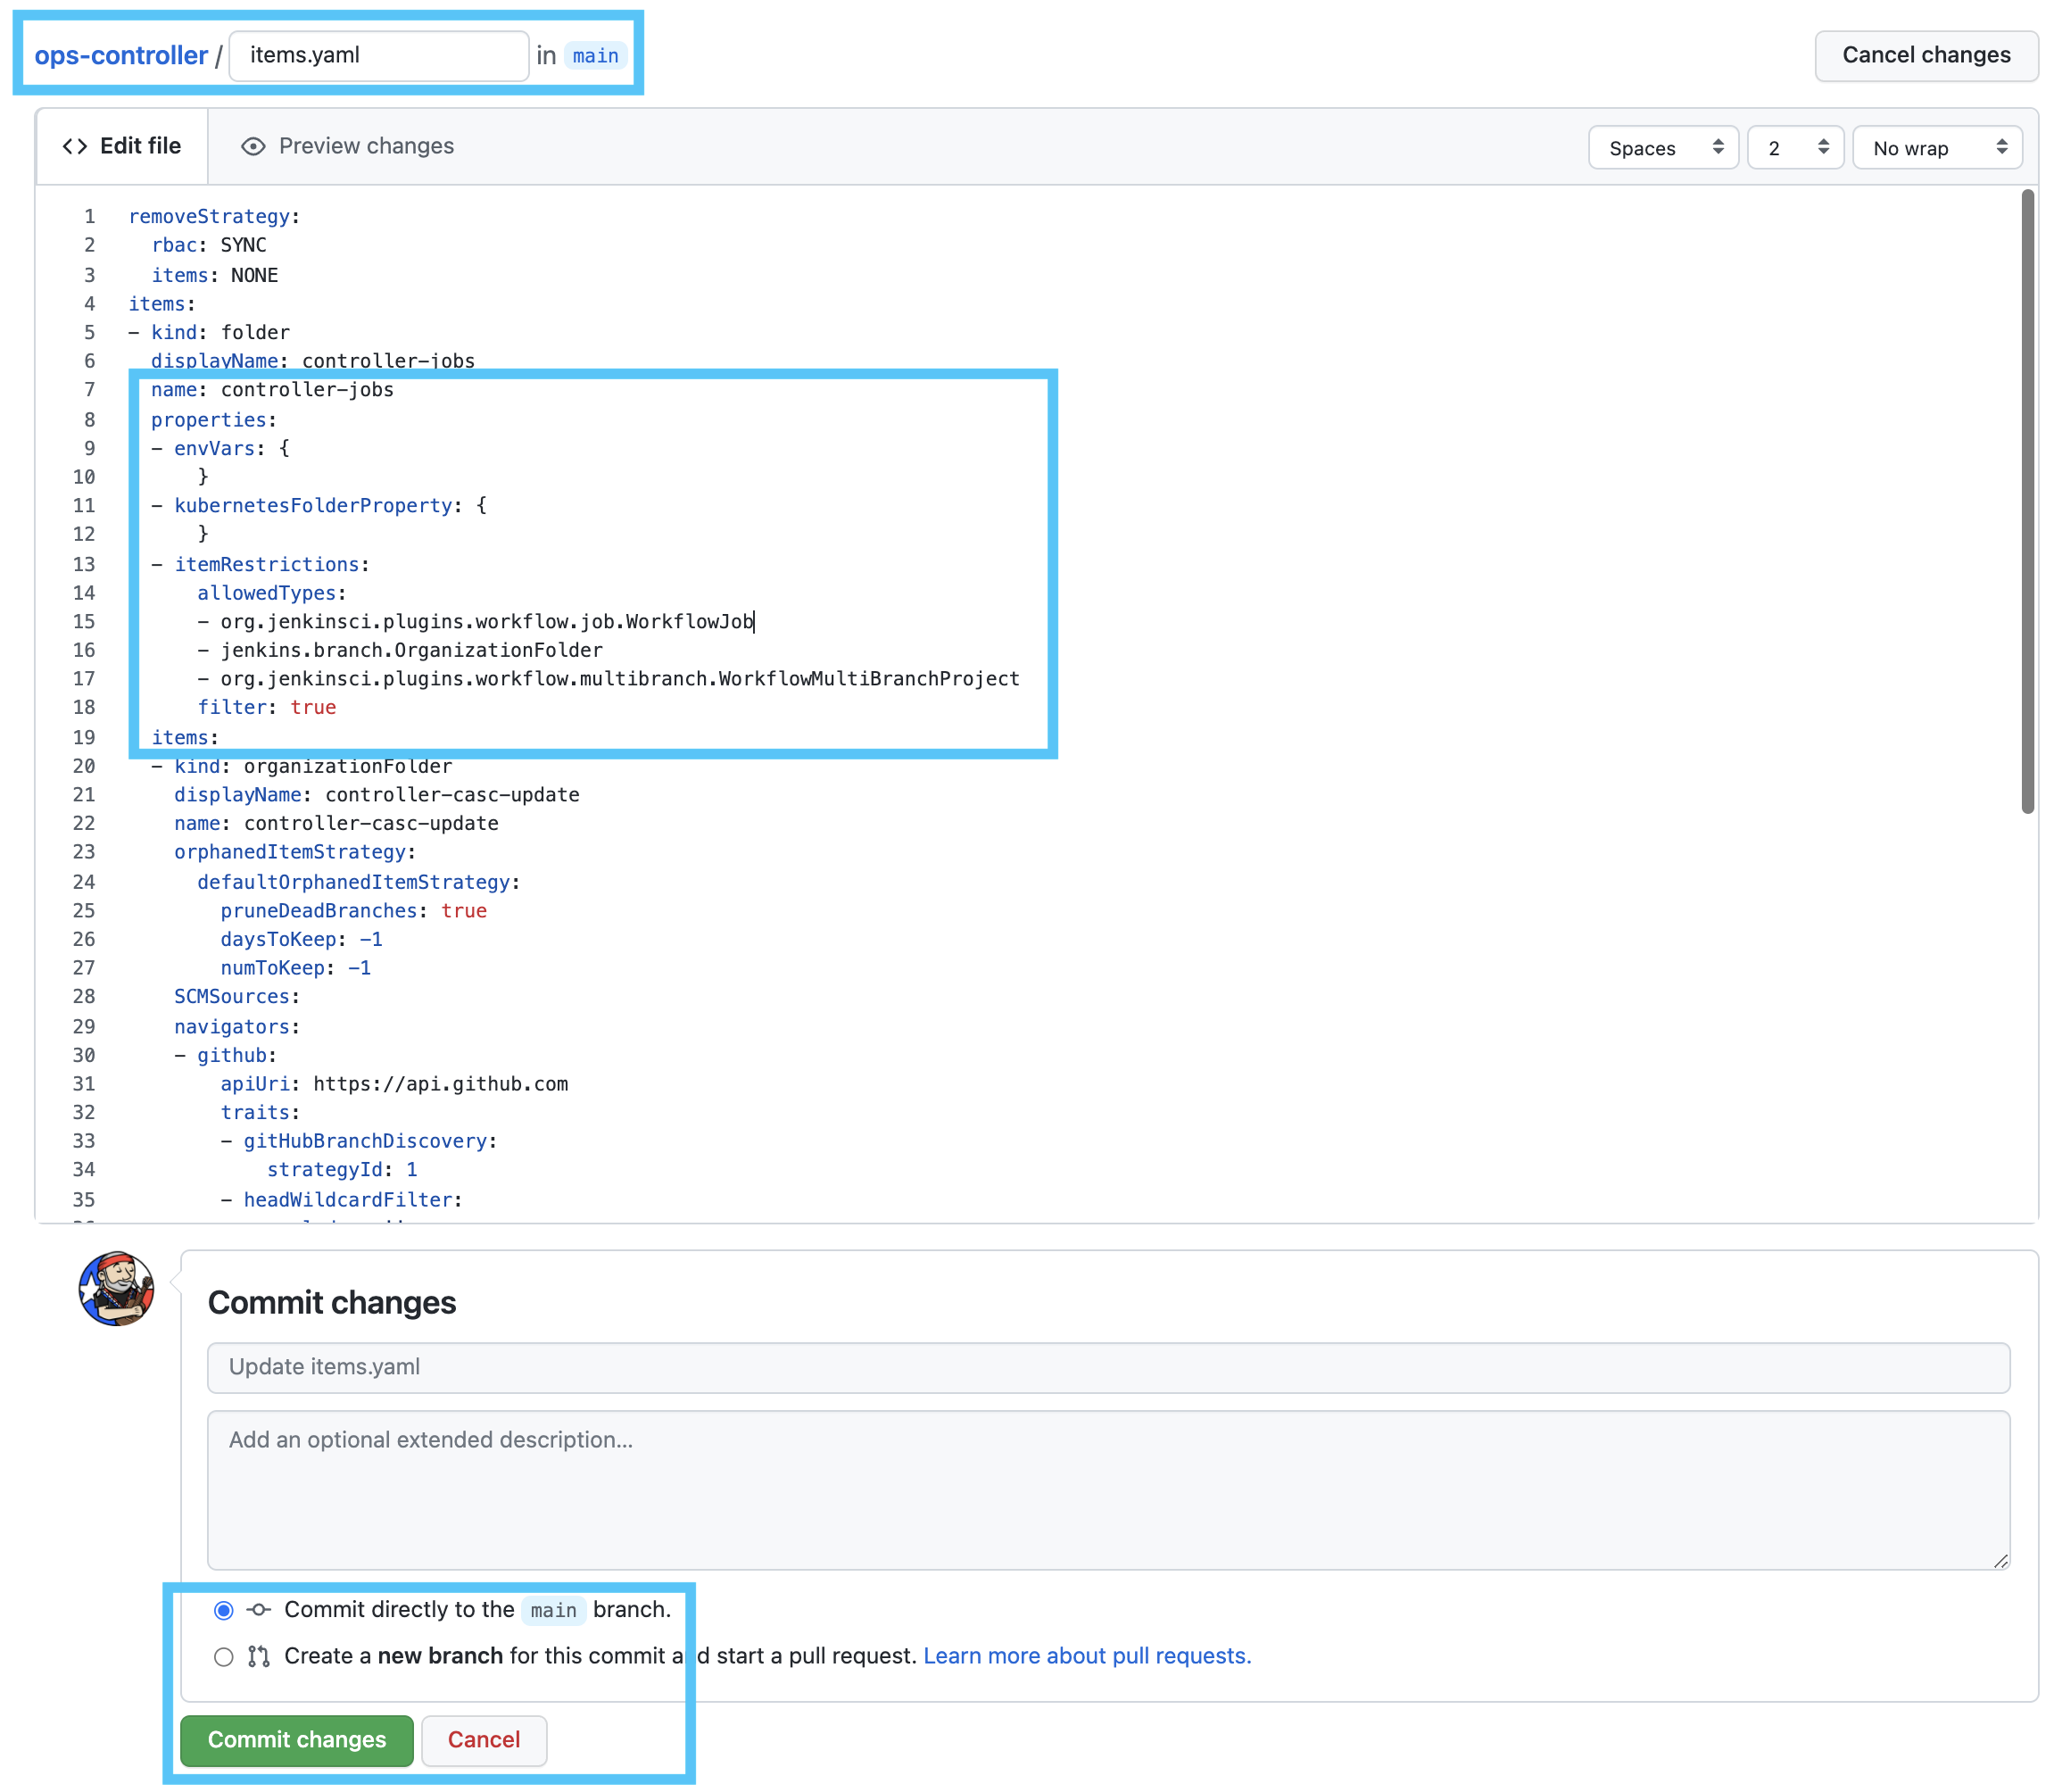 ops-controller / items.yaml in main
Cancel changes
<> Edit file
Preview changes
Spaces
2
No wrap
1 removeStrategy:
2   rbac: SYNC
3   items: NONE
4 items:
5 - kind: folder
6   displayName: controller-jobs
7   name: controller-jobs
8   properties:
9   - envVars: {
10       }
11   - kubernetesFolderProperty: {
12       }
13   - itemRestrictions:
14       allowedTypes:
15       - org.jenkinsci.plugins.workflow.job.WorkflowJob
16       - jenkins.branch.OrganizationFolder
17       - org.jenkinsci.plugins.workflow.multibranch.WorkflowMultiBranchProject
18       filter: true
19   items:
20   - kind: organizationFolder
21     displayName: controller-casc-update
22     name: controller-casc-update
23     orphanedItemStrategy:
24       defaultOrphanedItemStrategy:
25         pruneDeadBranches: true
26         daysToKeep: -1
27         numToKeep: -1
28     SCMSources:
29     navigators:
30     - github:
31         apiUri: https://api.github.com
32         traits:
33         - gitHubBranchDiscovery:
34             strategyId: 1
35         - headWildcardFilter:
Commit changes
Update items.yaml
Add an optional extended description...
Commit directly to the main branch.
Create a new branch for this commit and start a pull request. Learn more about pull requests.
Commit changes
Cancel